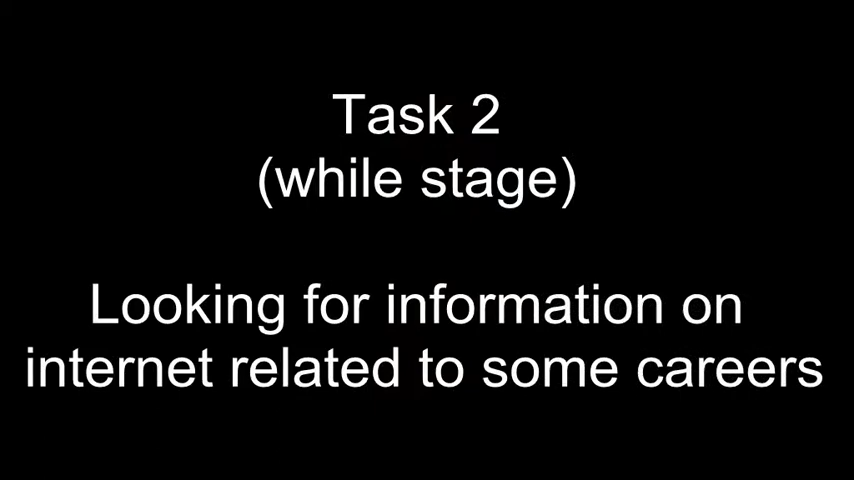 Task 2
(while stage)
Looking for information on
internet related to some careers